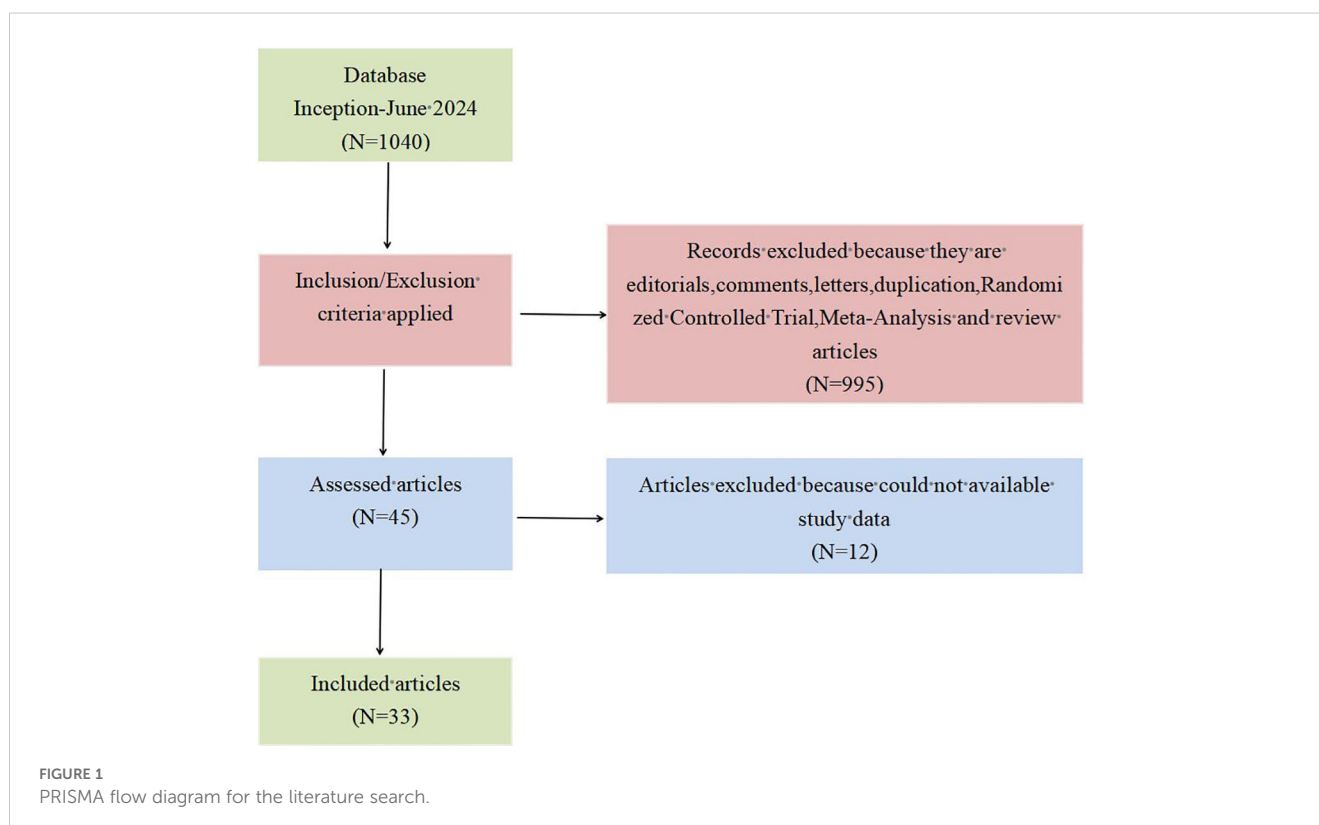 Database
Inception-June 2024
(N=1040)
Inclusion/Exclusion
criteria applied
Records excluded because they are
editorials,comments,letters,duplication,Randomi
zed Controlled Trial,Meta-Analysis and review
articles
(N=995)
Assessed articles
(N=45)
Articles excluded because could not available
study data
(N=12)
Included articles
(N=33)
FIGURE 1
PRISMA flow diagram for the literature search.